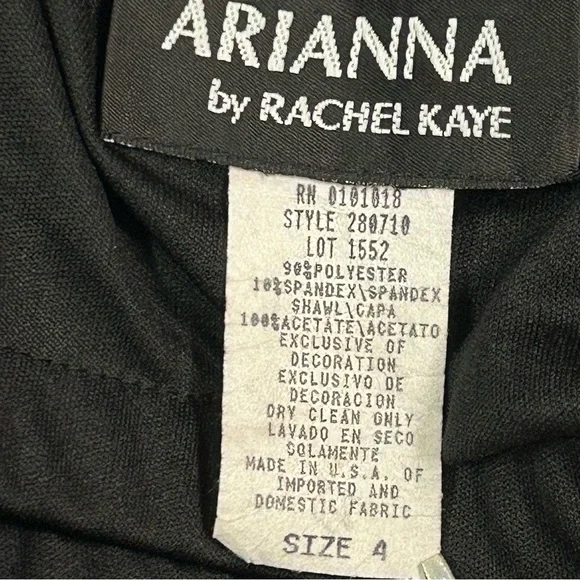 ARIANNA
by RACHEL KAYE
RN 0101018
STYLE 280710
LOT 1552
90%POLYESTER
10%SPANDEX\SPANDEX
SHAWL\CAPA
100%ACETATE\ACETATO
EXCLUSIVE OF
DECORATION
EXCLUSIVO DE
DECORACION
DRY CLEAN ONLY
LAVADO EN SECO
SOLAMENTE
MADE IN U.S.A. OF
IMPORTED AND
DOMESTIC FABRIC
SIZE 4